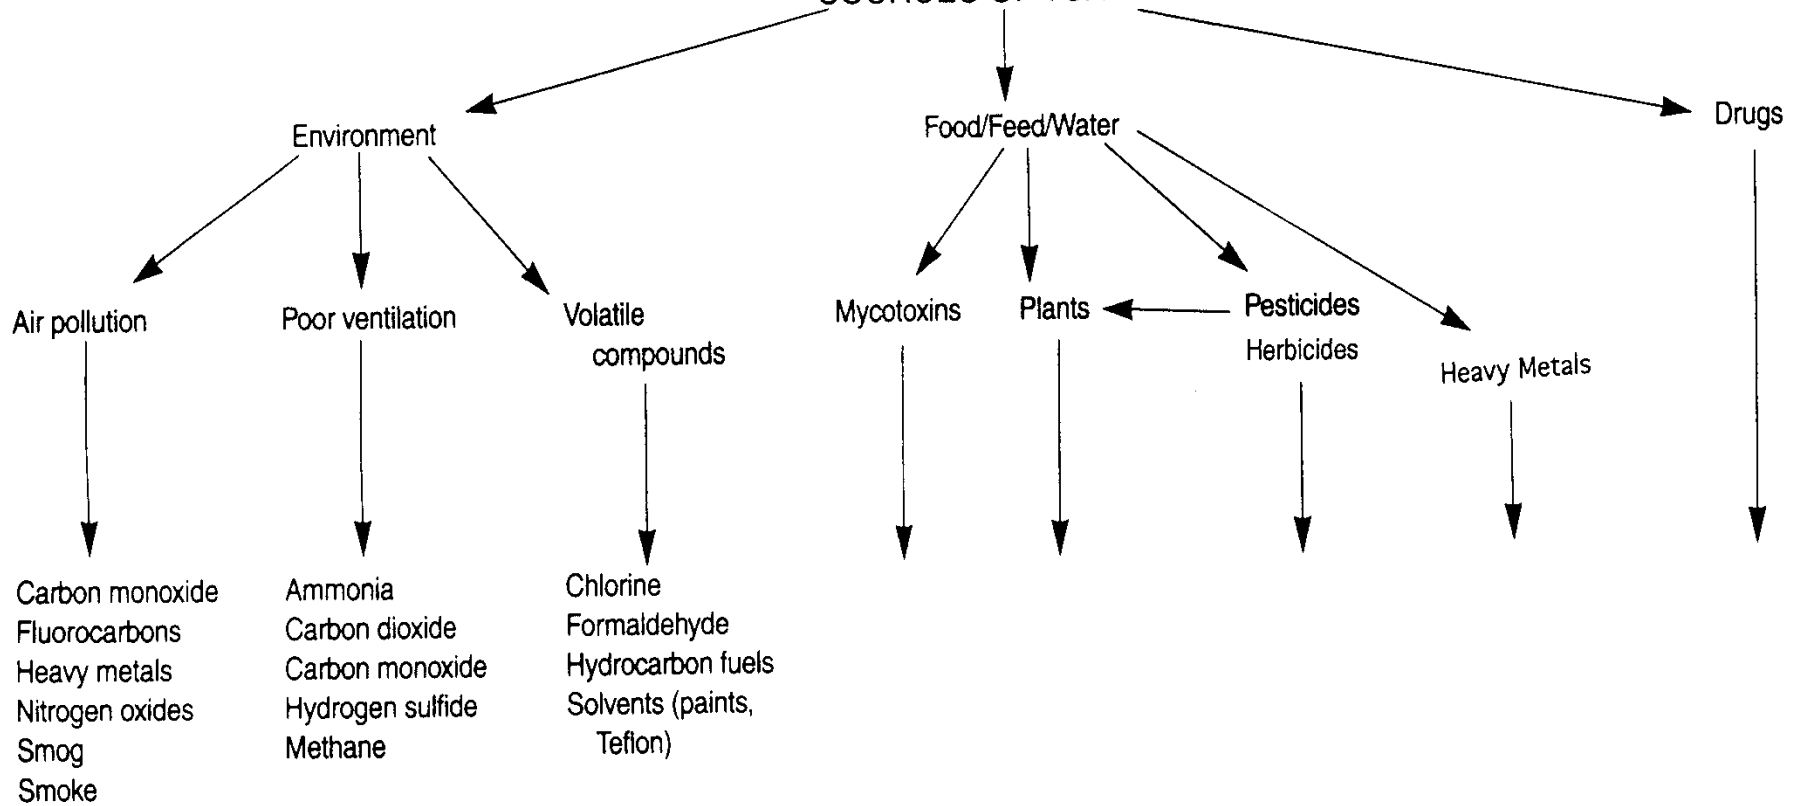 Environment
Food/Feed/Water
Drugs
Air pollution
Poor ventilation
Volatile
compounds
Mycotoxins
Plants
Pesticides
Herbicides
Heavy Metals
Carbon monoxide
Fluorocarbons
Heavy metals
Nitrogen oxides
Smog
Smoke
Ammonia
Carbon dioxide
Carbon monoxide
Hydrogen sulfide
Methane
Chlorine
Formaldehyde
Hydrocarbon fuels
Solvents (paints,
Teflon)